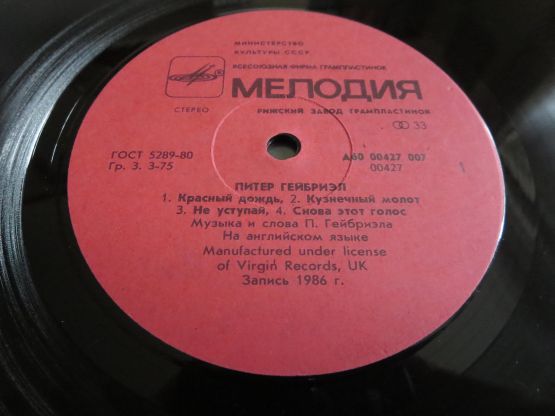 МИНИСТЕРСТВО
КУЛЬТУРЫ СССР
ВСЕСОЮЗНАЯ ФИРМА ГРАМПЛАСТИНОК
МЕЛОДИЯ
СТЕРЕО
РИЖСКИЙ ЗАВОД ГРАМПЛАСТИНОК
33
ГОСТ 5289-80
Гр. 3. 3-75
А60 00427 007
00427
1
ПИТЕР ГЕЙБРИЭЛ
1. Красный дождь, 2. Кузнечный молот
3. Не уступай, 4. Снова этот голос
Музыка и слова П. Гейбриэла
На английском языке
Manufactured under license
of Virgin Records, UK
Запись 1986 г.